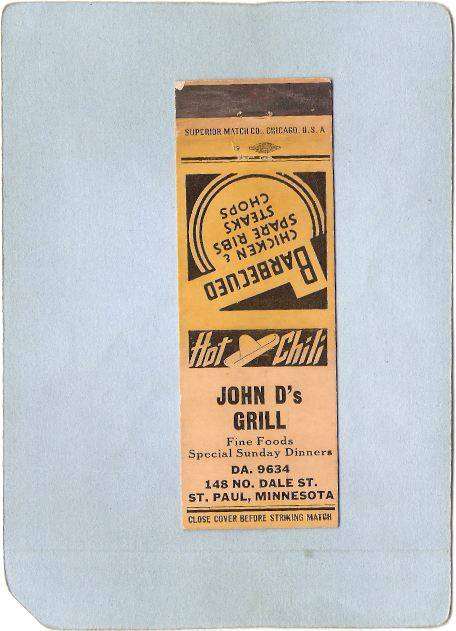 SUPERIOR MATCH CO., CHICAGO, U.S.A
BARBECUED
CHICKEN &
SPARE RIBS
STEAKS
CHOPS
Hot Chili
JOHN D's
GRILL
Fine Foods
Special Sunday Dinners
DA. 9634
148 NO. DALE ST.
ST. PAUL, MINNESOTA
CLOSE COVER BEFORE STRIKING MATCH